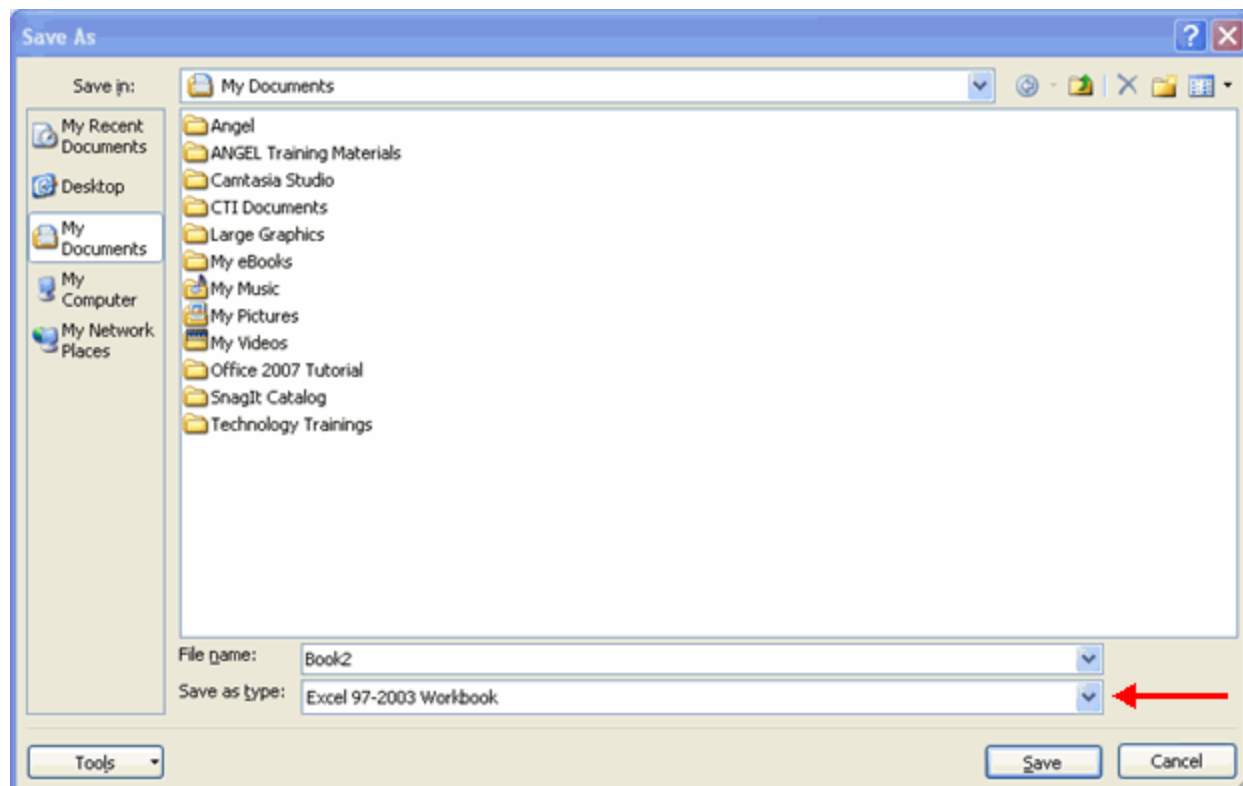 Save As
Save in:
My Documents
My Recent
Documents
Desktop
My
Documents
My
Computer
My Network
Places
Angel
ANGEL Training Materials
Camtasia Studio
CTI Documents
Large Graphics
My eBooks
My Music
My Pictures
My Videos
Office 2007 Tutorial
SnagIt Catalog
Technology Trainings
File name:
Book2
Save as type:
Excel 97-2003 Workbook
Tools
Save
Cancel